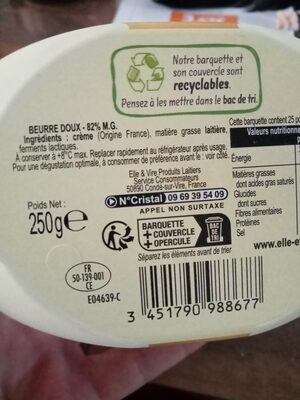 Notre barquette et
son couvercle sont
recyclables.
Pensez à les mettre dans le bac de tri.
BEURRE DOUX - 82% M.G.
Ingrédients : crème (Origine France), matière grasse laitière,
ferments lactiques.
A conserver à +8°C max. Replacer rapidement au réfrigérateur après usage.
Pour une dégustation optimale, à consommer de préférence avant le : voir côté.
Elle & Vire Produits Laitiers
Service Consommateurs
50890 Condé-sur-Vire, France
N°Cristal 09 69 39 54 09
APPEL NON SURTAXE
Poids Net :
250g e
BARQUETTE
+ COUVERCLE
+ OPERCULE
BAC
DE
TRI
Séparez les éléments avant de trier
FR
50-139-001
CE
E04639-C
3 451790 988677
Cette barquette contient 25 po
Valeurs nutritionne
Énergie
Matières grasses
dont acides gras saturés
Glucides
dont sucres
Fibres alimentaires
Protéines
Sel
www.elle-e